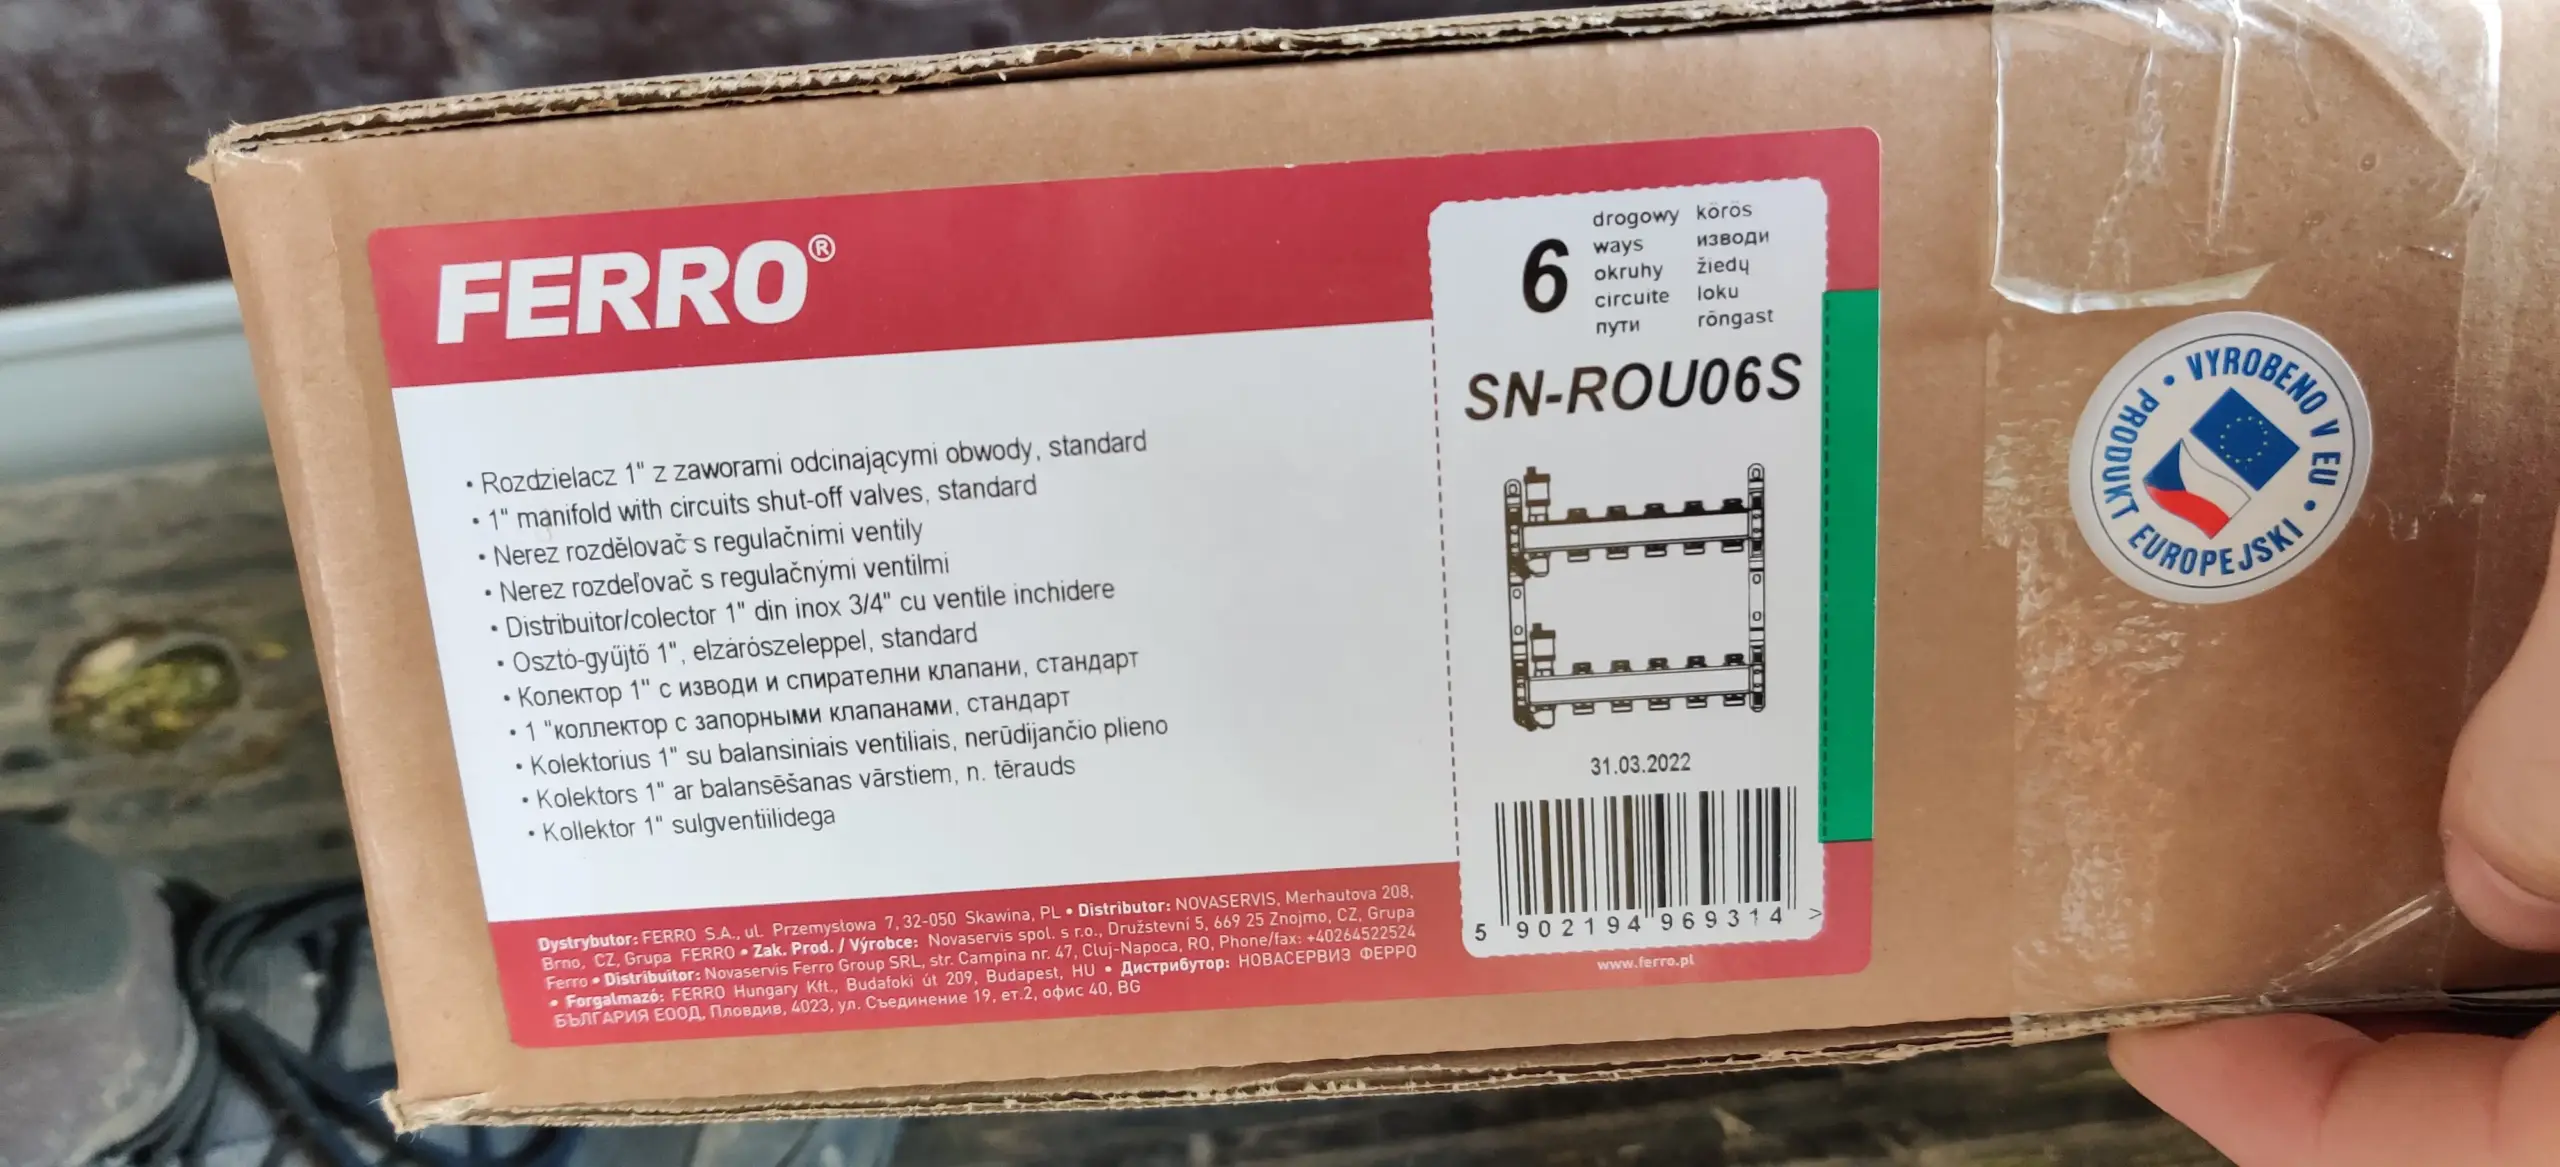 FERRO®
6
drogowy körös
ways изводи
okruhy žiedų
circuite loku
пути rõngast
SN-ROU06S
• Rozdzielacz 1" z zaworami odcinającymi obwody, standard
• 1" manifold with circuits shut-off valves, standard
• Nerez rozdělovač s regulačnimi ventily
• Nerez rozdeľovač s regulačnými ventilmi
• Distribuitor/colector 1" din inox 3/4" cu ventile inchidere
• Osztó-gyűjtő 1", elzárószeleppel, standard
• Колектор 1" с изводи и спирателни клапани, стандарт
• 1 "коллектор с запорными клапанами, стандарт
• Kolektorius 1" su balansiniais ventiliais, nerūdijančio plieno
• Kolektors 1" ar balansēšanas vārstiem, n. tērauds
• Kollektor 1" sulgventiilidega
31.03.2022
5 902194 969314 >
www.ferro.pl
Dystrybutor: FERRO S.A., ul. Przemysłowa 7, 32-050 Skawina, PL • Distributor: NOVASERVIS, Merhautova 208,
Brno, CZ, Grupa FERRO • Zak. Prod. / Výrobce: Novaservis spol. s r.o., Družstevní 5, 669 25 Znojmo, CZ, Grupa
Ferro • Distribuitor: Novaservis Ferro Group SRL, str. Campina nr. 47, Cluj-Napoca, RO, Phone/fax: +40264522524
• Forgalmazó: FERRO Hungary Kft., Budafoki út 209, Budapest, HU • Дистрибутор: НОВАСЕРВИЗ ФЕРРО
БЪЛГАРИЯ ЕООД, Пловдив, 4023, ул. Съединение 19, ет.2, офис 40, BG
• VYROBENO V EU •
PRODUKT EVROPEJSKI